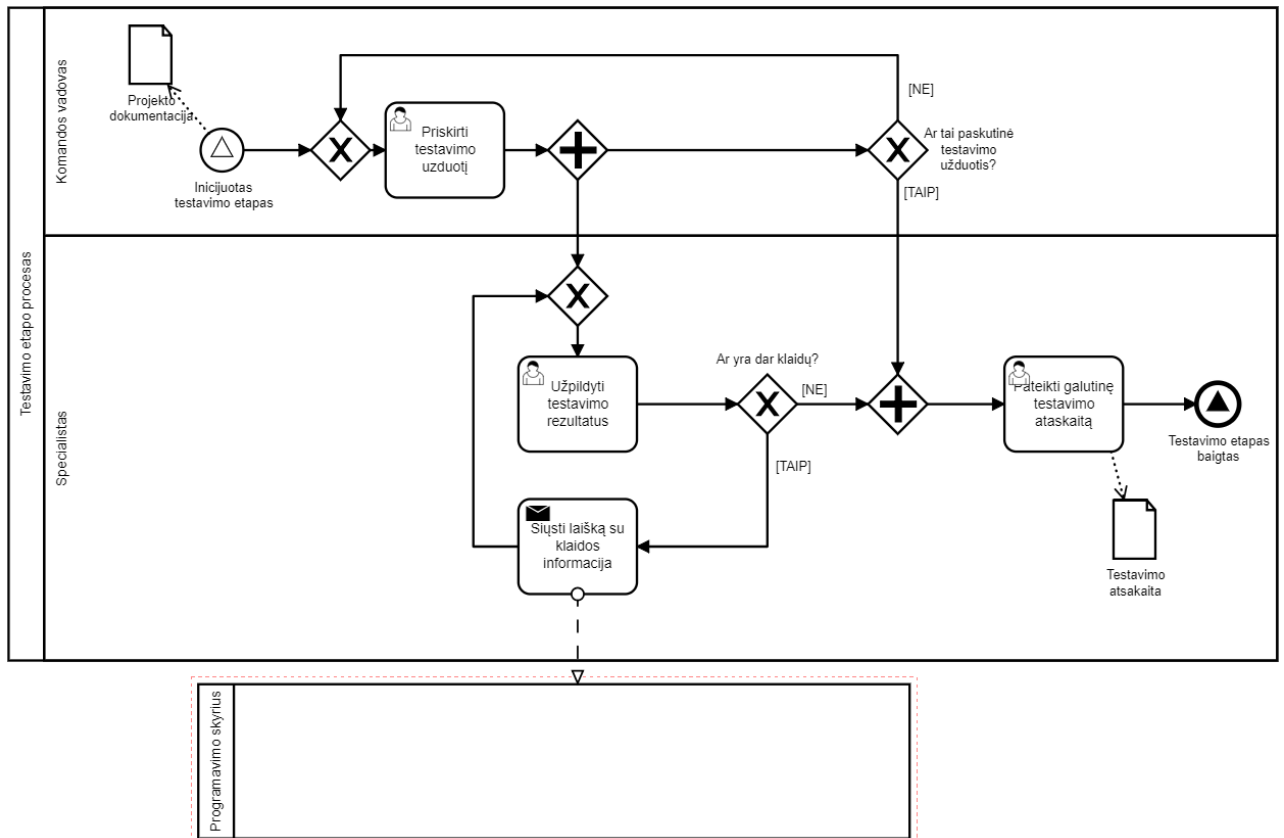 Testavimo etapo procesas
Komandos vadovas
Projekto
dokumentacija
Inicijuotas
testavimo etapas
Priskirti
testavimo
uzduotį
[NE]
Ar tai paskutinė
testavimo
užduotis?
[TAIP]
Specialistas
Užpildyti
testavimo
rezultatus
Ar yra dar klaidų?
[NE]
[TAIP]
Pateikti galutinę
testavimo
ataskaitą
Testavimo etapas
baigtas
Siųsti laišką su
klaidos
informacija
Testavimo
atsakaita
Programavimo skyrius